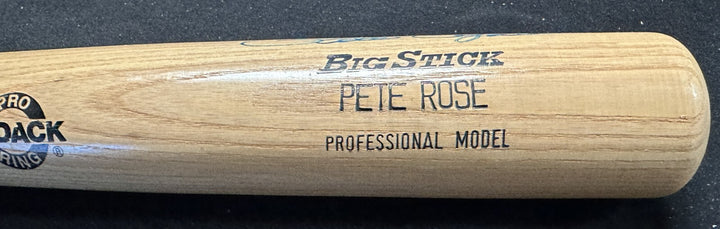 BIG STICK
PETE ROSE
PROFESSIONAL MODEL
PRO
DACK
RING ®